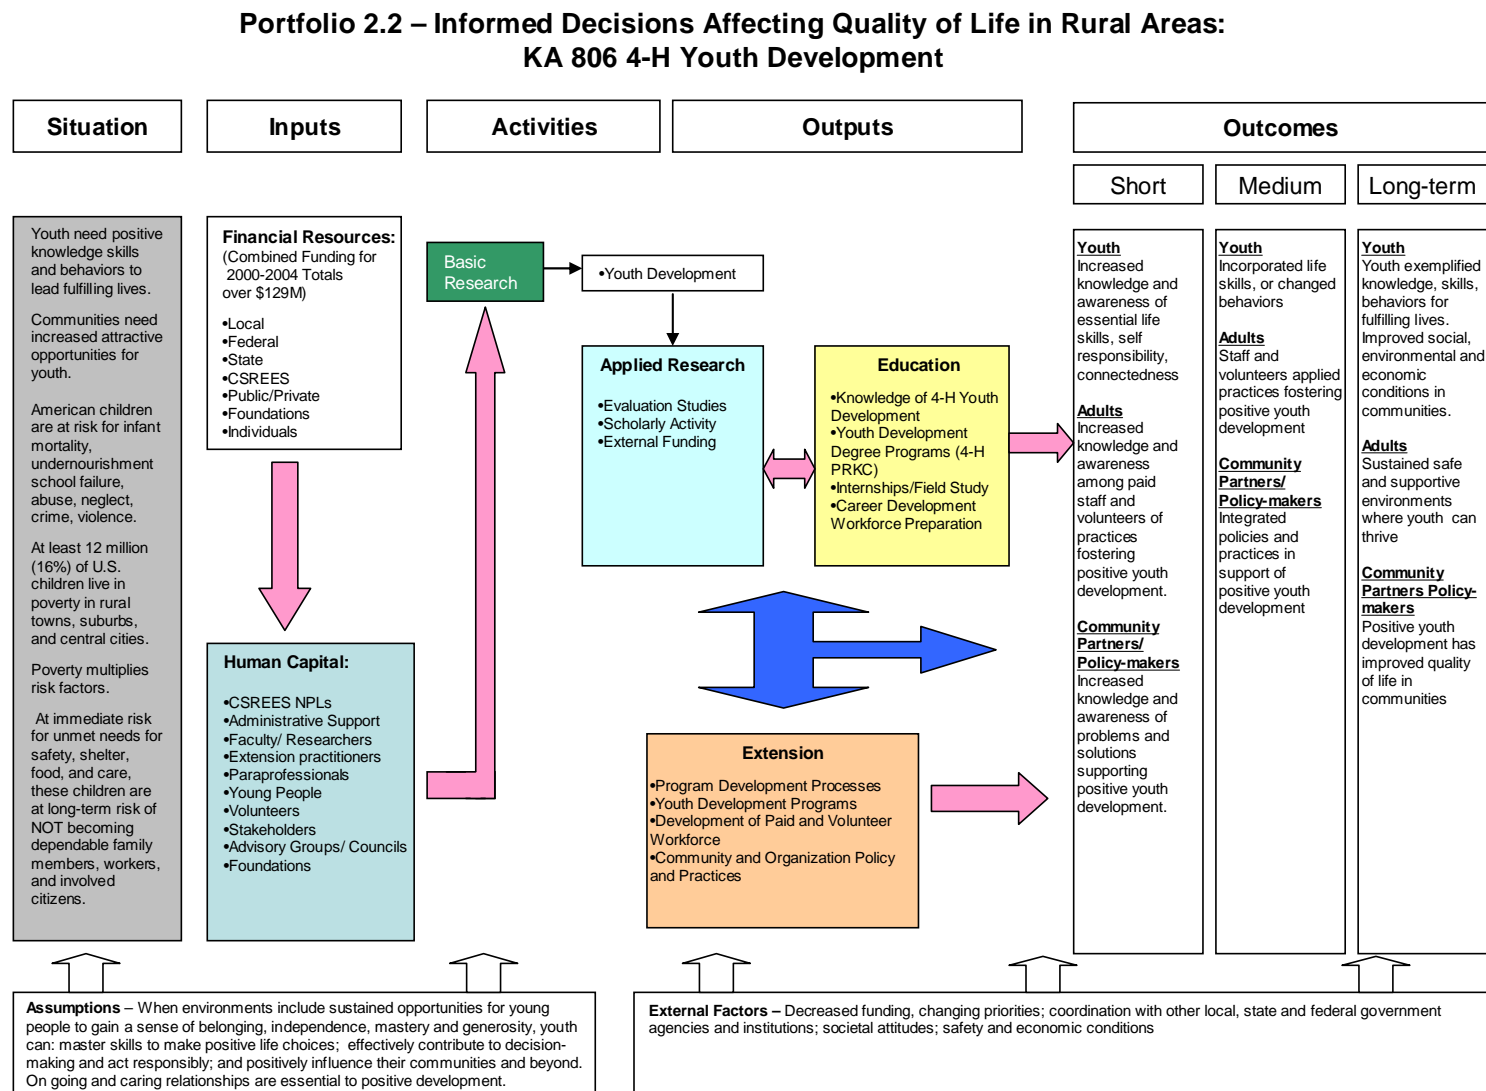 Portfolio 2.2 – Informed Decisions Affecting Quality of Life in Rural Areas:
KA 806 4-H Youth Development
Situation
Inputs
Activities
Outputs
Outcomes
Short
Medium
Long-term
Youth need positive
knowledge skills
and behaviors to
lead fulfilling lives.
Communities need
increased attractive
opportunities for
youth.
American children
are at risk for infant
mortality,
undernourishment
school failure,
abuse, neglect,
crime, violence.
At least 12 million
(16%) of U.S.
children live in
poverty in rural
towns, suburbs,
and central cities.
Poverty multiplies
risk factors.
At immediate risk
for unmet needs for
safety, shelter,
food, and care,
these children are
at long-term risk of
NOT becoming
dependable family
members, workers,
and involved
citizens.
Financial Resources:
(Combined Funding for
2000-2004 Totals
over $129M)
•Local
•Federal
•State
•CSREES
•Public/Private
•Foundations
•Individuals
Human Capital:
•CSREES NPLs
•Administrative Support
•Faculty/ Researchers
•Extension practitioners
•Paraprofessionals
•Young People
•Volunteers
•Stakeholders
•Advisory Groups/ Councils
•Foundations
Basic
Research
•Youth Development
Applied Research
•Evaluation Studies
•Scholarly Activity
•External Funding
Education
•Knowledge of 4-H Youth
Development
•Youth Development
Degree Programs (4-H
PRKC)
•Internships/Field Study
•Career Development
Workforce Preparation
Extension
•Program Development Processes
•Youth Development Programs
•Development of Paid and Volunteer
Workforce
•Community and Organization Policy
and Practices
Youth
Increased
knowledge and
awareness of
essential life
skills, self
responsibility,
connectedness
Adults
Increased
knowledge and
awareness
among paid
staff and
volunteers of
practices
fostering
positive youth
development.
Community
Partners/
Policy-makers
Increased
knowledge and
awareness of
problems and
solutions
supporting
positive youth
development.
Youth
Incorporated life
skills, or changed
behaviors
Adults
Staff and
volunteers applied
practices fostering
positive youth
development
Community
Partners/
Policy-makers
Integrated
policies and
practices in
support of
positive youth
development
Youth
Youth exemplified
knowledge, skills,
behaviors for
fulfilling lives.
Improved social,
environmental and
economic
conditions in
communities.
Adults
Sustained safe
and supportive
environments
where youth can
thrive
Community
Partners Policy-
makers
Positive youth
development has
improved quality
of life in
communities
Assumptions – When environments include sustained opportunities for young
people to gain a sense of belonging, independence, mastery and generosity, youth
can: master skills to make positive life choices; effectively contribute to decision-
making and act responsibly; and positively influence their communities and beyond.
On going and caring relationships are essential to positive development.
External Factors – Decreased funding, changing priorities; coordination with other local, state and federal government
agencies and institutions; societal attitudes; safety and economic conditions